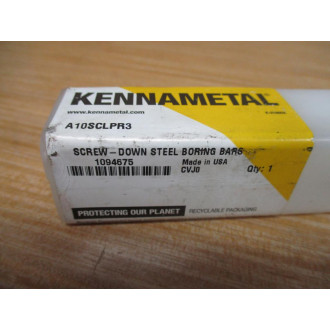 KENNAMETAL
www.kennametal.com
A10SCLPR3
SCREW-DOWN STEEL BORING BARS
1094675 Made in USA
CVJ0 Qty: 1
PROTECTING OUR PLANET RECYCLABLE PACKAGING